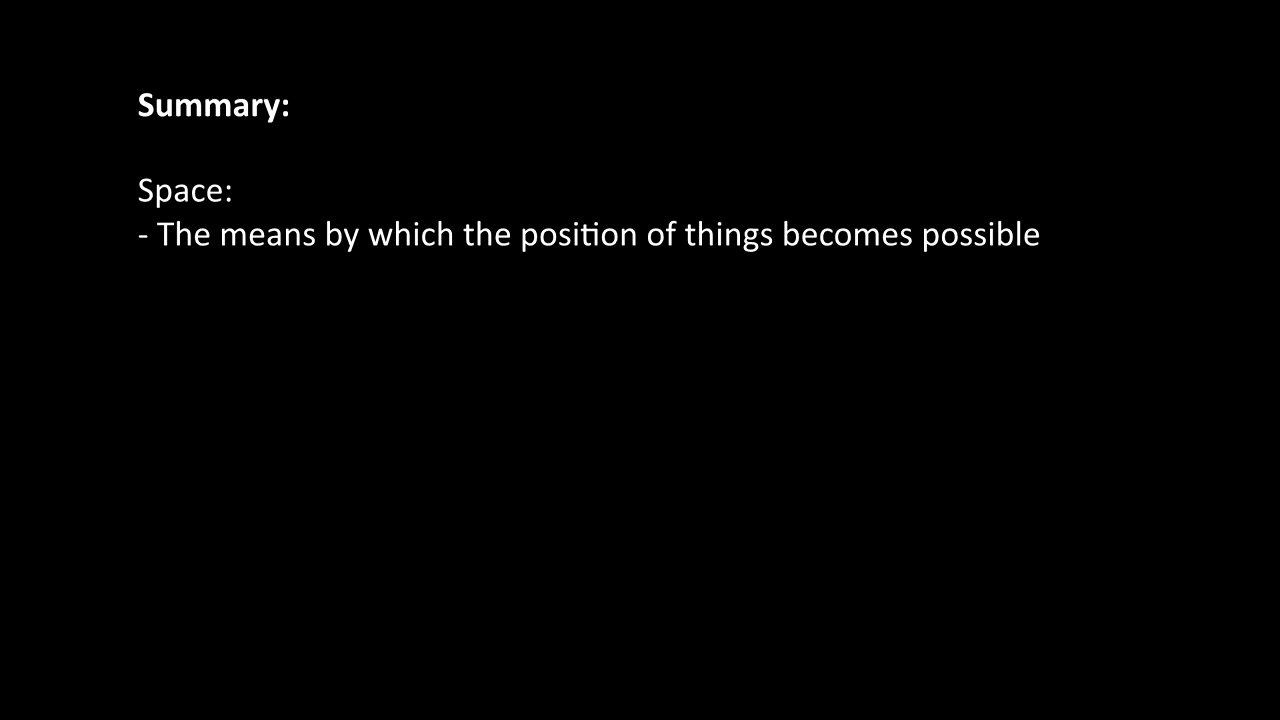 Summary:
Space:
- The means by which the position of things becomes possible